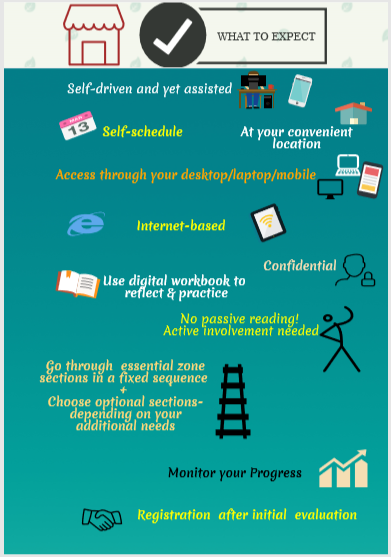 WHAT TO EXPECT
Self-driven and yet assisted
MAR
13
Self-schedule
At your convenient
location
Access through your desktop/laptop/mobile
Internet-based
Confidential
Use digital workbook to
reflect & practice
No passive reading!
Active involvement needed
Go through essential zone
sections in a fixed sequence
+
Choose optional sections-
depending on your
additional needs
Monitor your Progress
Registration after initial evaluation